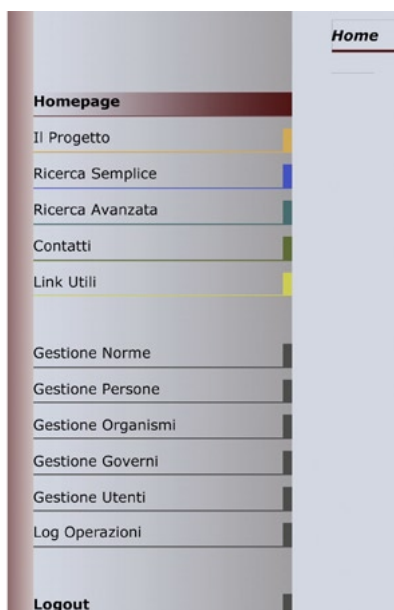 Home
Homepage
Il Progetto
Ricerca Semplice
Ricerca Avanzata
Contatti
Link Utili
Gestione Norme
Gestione Persone
Gestione Organismi
Gestione Governi
Gestione Utenti
Log Operazioni
Logout